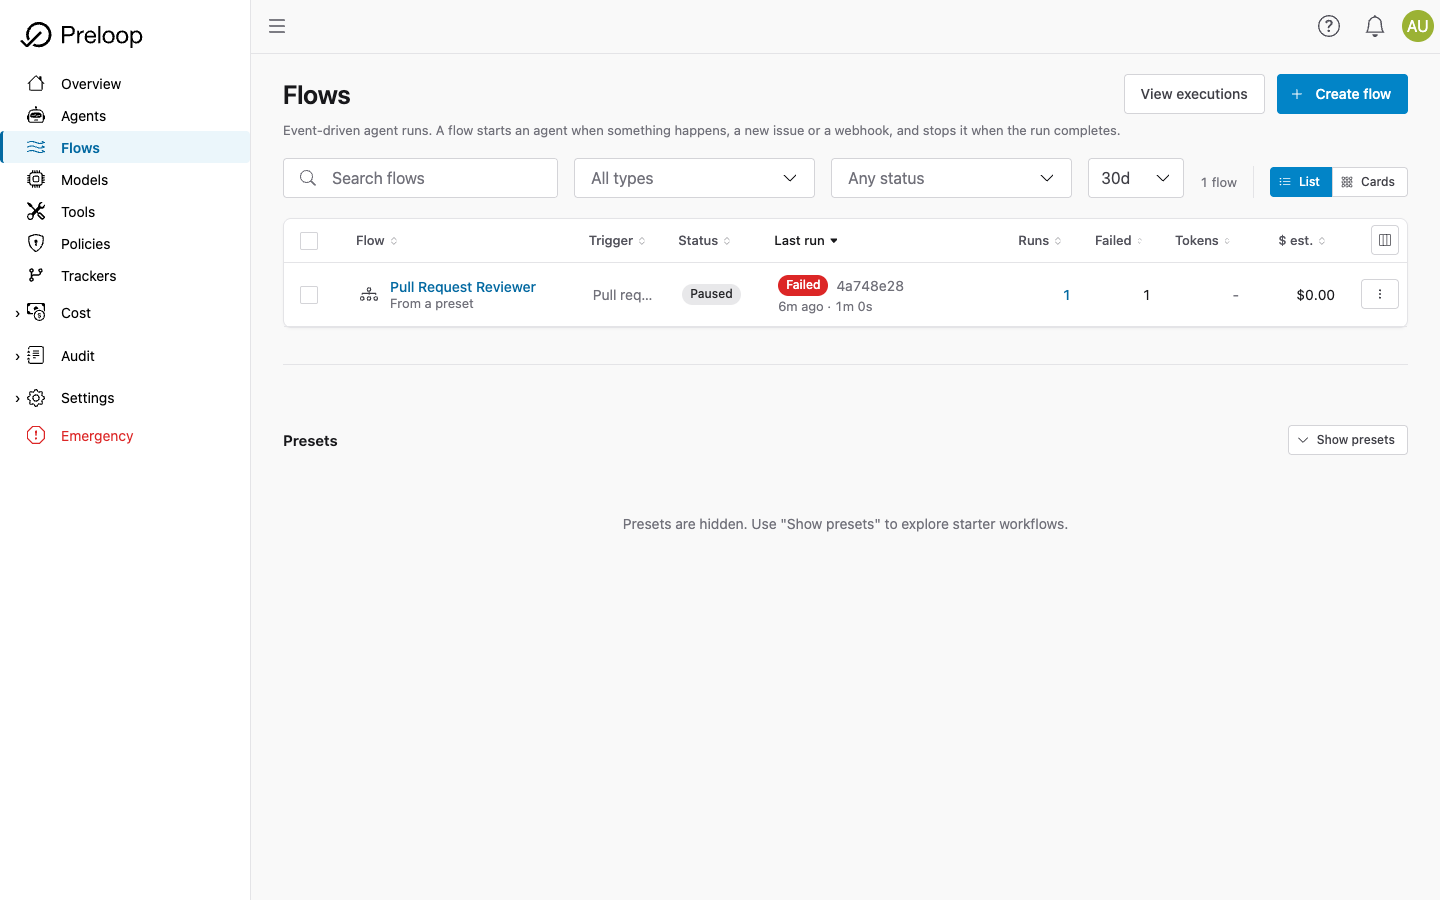 Preloop
AU
Overview
Agents
Flows
Models
Tools
Policies
Trackers
Cost
Audit
Settings
Emergency
Flows
View executions
Create flow
Event-driven agent runs. A flow starts an agent when something happens, a new issue or a webhook, and stops it when the run completes.
Search flows
All types
Any status
30d
1 flow
List
Cards
Flow Trigger Status Last run Runs Failed Tokens $ est.
Pull Request Reviewer
From a preset
Pull req...
Paused
Failed 4a748e28
6m ago · 1m 0s
1
1
-
$0.00
Presets
Show presets
Presets are hidden. Use "Show presets" to explore starter workflows.